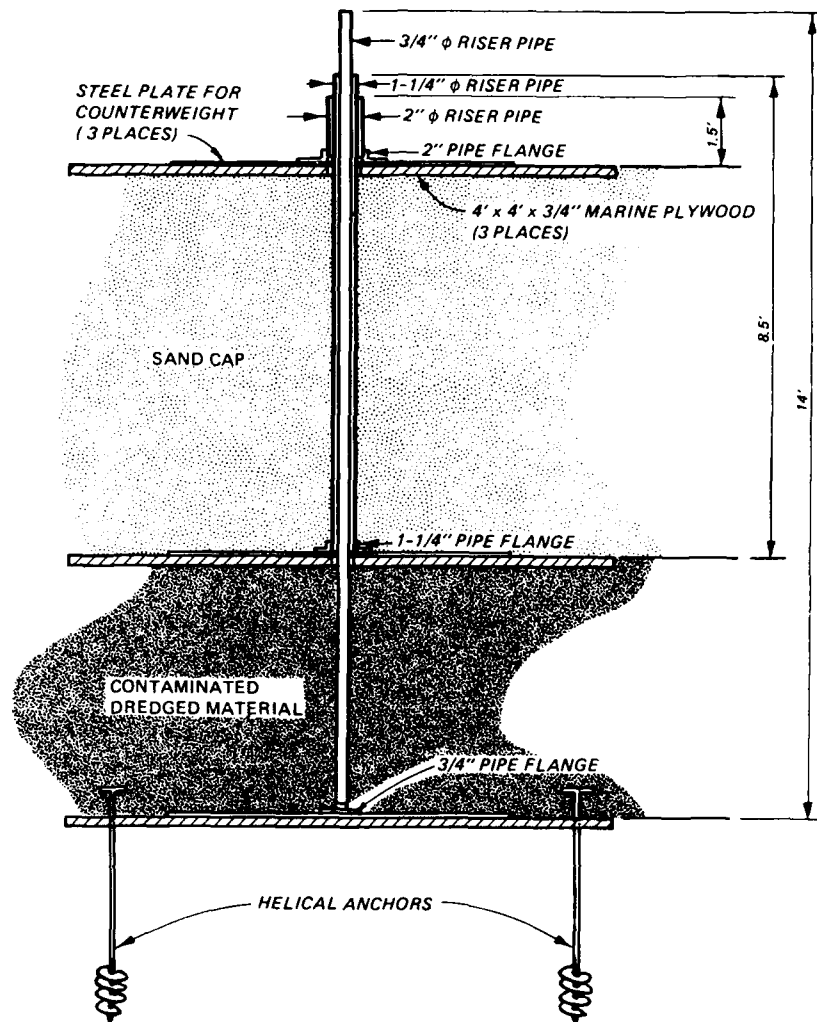 3/4" φ RISER PIPE
1-1/4" φ RISER PIPE
STEEL PLATE FOR
COUNTERWEIGHT
(3 PLACES)
2" φ RISER PIPE
1.5'
2" PIPE FLANGE
4' x 4' x 3/4" MARINE PLYWOOD
(3 PLACES)
8.5'
SAND CAP
14'
1-1/4" PIPE FLANGE
CONTAMINATED
DREDGED MATERIAL
3/4" PIPE FLANGE
HELICAL ANCHORS